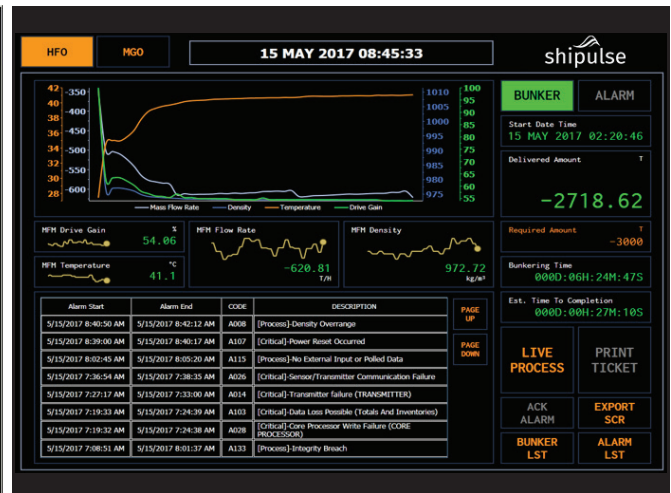 HFO
MGO
15 MAY 2017 08:45:33
shipulse
42
40
38
36
34
32
30
28
-350
-400
-450
-500
-550
-600
1010
1005
1000
995
990
985
980
975
100
95
90
85
80
75
70
65
60
55
Mass Flow Rate
Density
Temperature
Drive Gain
MFM Drive Gain %
54.06
MFM Temperature °C
41.1
MFM Flow Rate
-620.81
T/H
MFM Density
972.72
kg/m³
BUNKER
ALARM
Start Date Time
15 MAY 2017 02:20:46
Delivered Amount T
-2718.62
Required Amount T
-3000
Bunkering Time
000D:06H:24M:47S
Est. Time To Completion
000D:00H:27M:10S
Alarm Start Alarm End CODE DESCRIPTION
5/15/2017 8:40:50 AM 5/15/2017 8:42:12 AM A008 [Process]-Density Overrange
5/15/2017 8:39:00 AM 5/15/2017 8:40:17 AM A107 [Critical]-Power Reset Occurred
5/15/2017 8:02:45 AM 5/15/2017 8:05:20 AM A115 [Process]-No External Input or Polled Data
5/15/2017 7:36:54 AM 5/15/2017 7:38:35 AM A026 [Critical]-Sensor/Transmitter Communication Failure
5/15/2017 7:27:17 AM 5/15/2017 7:33:00 AM A014 [Critical]-Transmitter failure (TRANSMITTER)
5/15/2017 7:19:33 AM 5/15/2017 7:24:39 AM A103 [Critical]-Data Loss Possible (Totals And Inventories)
5/15/2017 7:19:32 AM 5/15/2017 7:24:38 AM A028 [Critical]-Core Processor Write Failure (CORE
PROCESSOR)
5/15/2017 7:08:51 AM 5/15/2017 8:01:37 AM A133 [Process]-Integrity Breach
PAGE
UP
PAGE
DOWN
LIVE
PROCESS
PRINT
TICKET
ACK
ALARM
EXPORT
SCR
BUNKER
LST
ALARM
LST